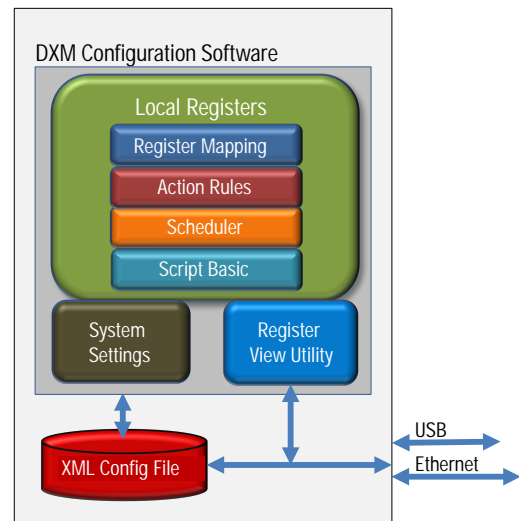 DXM Configuration Software
Local Registers
Register Mapping
Action Rules
Scheduler
Script Basic
System
Settings
Register
View Utility
XML Config File
USB
Ethernet